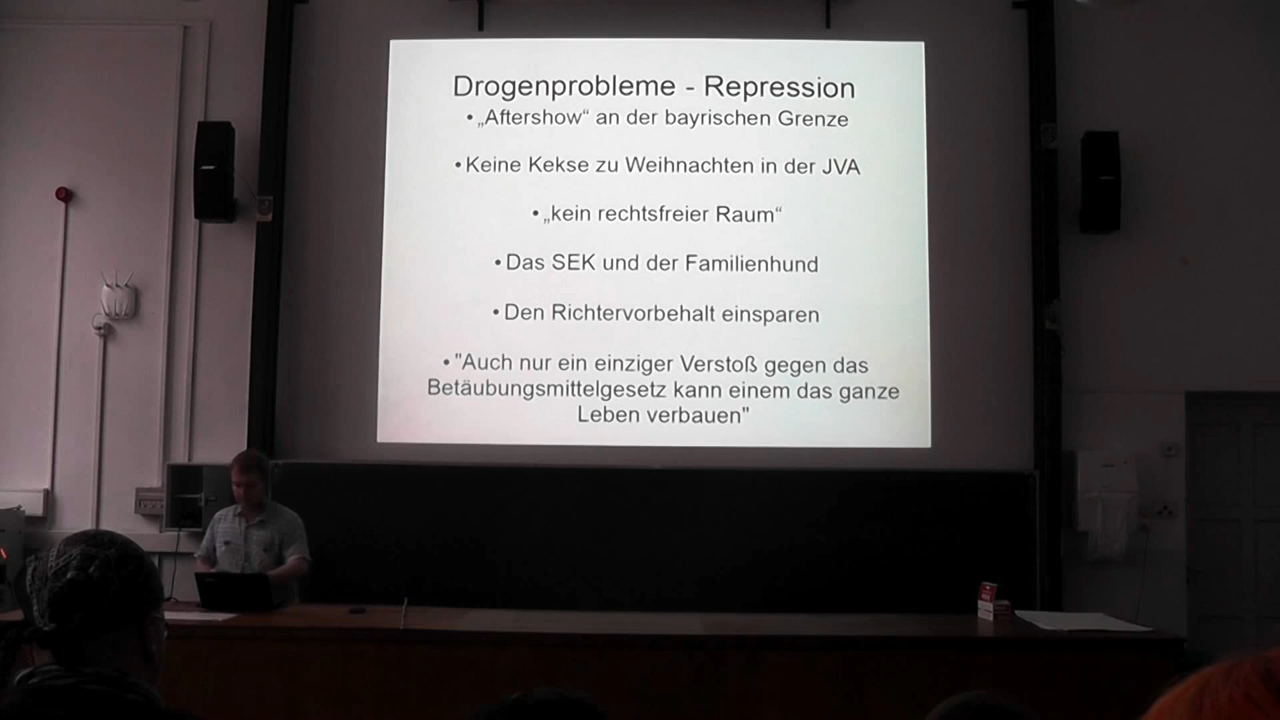 Drogenprobleme - Repression
• „Aftershow“ an der bayrischen Grenze
• Keine Kekse zu Weihnachten in der JVA
• „kein rechtsfreier Raum“
• Das SEK und der Familienhund
• Den Richtervorbehalt einsparen
• "Auch nur ein einziger Verstoß gegen das
Betäubungsmittelgesetz kann einem das ganze
Leben verbauen"